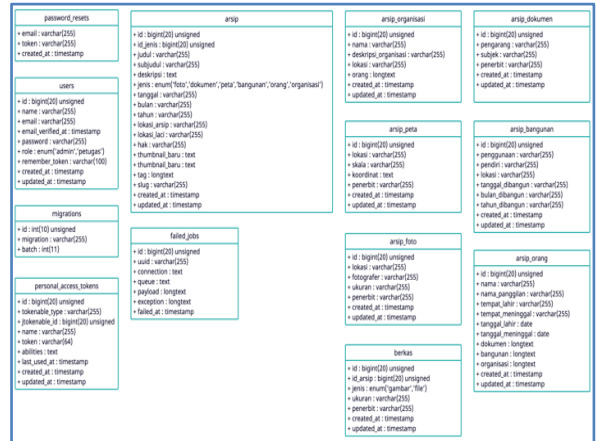 password_resets
+ email : varchar(255)
+ token : varchar(255)
+ created_at : timestamp
users
+ id : bigint(20) unsigned
+ name : varchar(255)
+ email : varchar(255)
+ email_verified_at : timestamp
+ password : varchar(255)
+ role : enum('admin','petugas')
+ remember_token : varchar(100)
+ created_at : timestamp
+ updated_at : timestamp
migrations
+ id : int(10) unsigned
+ migration : varchar(255)
+ batch : int(11)
personal_access_tokens
+ id : bigint(20) unsigned
+ tokenable_type : varchar(255)
+ jtokenable_id : bigint(20) unsigned
+ name : varchar(255)
+ token : varchar(64)
+ abilities : text
+ last_used_at : timestamp
+ created_at : timestamp
+ updated_at : timestamp
arsip
+ id : bigint(20) unsigned
+ id_jenis : bigint(20) unsigned
+ judul : varchar(255)
+ subjudul : varchar(255)
+ deskripsi : text
+ jenis : enum('foto','dokumen','peta','bangunan','orang','organisasi')
+ tanggal : varchar(255)
+ bulan : varchar(255)
+ tahun : varchar(255)
+ lokasi_arsip : varchar(255)
+ lokasi_laci : varchar(255)
+ hak : varchar(255)
+ thumbnail_baru : text
+ thumbnail_baru : text
+ tag : longtext
+ slug : varchar(255)
+ created_at : timestamp
+ updated_at : timestamp
failed_jobs
+ id : bigint(20) unsigned
+ uuid : varchar(255)
+ connection : text
+ queue : text
+ payload : longtext
+ exception : longtext
+ failed_at : timestamp
arsip_organisasi
+ id : bigint(20) unsigned
+ nama : varchar(255)
+ deskripsi_organisasi : varchar(255)
+ lokasi : varchar(255)
+ orang : longtext
+ created_at : timestamp
+ updated_at : timestamp
arsip_peta
+ id : bigint(20) unsigned
+ lokasi : varchar(255)
+ skala : varchar(255)
+ koordinat : text
+ penerbit : varchar(255)
+ created_at : timestamp
+ updated_at : timestamp
arsip_foto
+ id : bigint(20) unsigned
+ lokasi : varchar(255)
+ fotografer : varchar(255)
+ ukuran : varchar(255)
+ penerbit : varchar(255)
+ created_at : timestamp
+ updated_at : timestamp
berkas
+ id : bigint(20) unsigned
+ id_arsip : bigint(20) unsigned
+ jenis : enum('gambar','file')
+ ukuran : varchar(255)
+ penerbit : varchar(255)
+ created_at : timestamp
+ updated_at : timestamp
arsip_dokumen
+ id : bigint(20) unsigned
+ pengarang : varchar(255)
+ subjek : varchar(255)
+ penerbit : varchar(255)
+ created_at : timestamp
+ updated_at : timestamp
arsip_bangunan
+ id : bigint(20) unsigned
+ penggunaan : varchar(255)
+ pendiri : varchar(255)
+ lokasi : varchar(255)
+ tanggal_dibangun : varchar(255)
+ bulan_dibangun : varchar(255)
+ tahun_dibangun : varchar(255)
+ created_at : timestamp
+ updated_at : timestamp
arsip_orang
+ id : bigint(20) unsigned
+ nama : varchar(255)
+ nama_panggilan : varchar(255)
+ tempat_lahir : varchar(255)
+ tempat_meninggal : varchar(255)
+ tanggal_lahir : date
+ tanggal_meninggal : date
+ dokumen : longtext
+ bangunan : longtext
+ organisasi : longtext
+ created_at : timestamp
+ updated_at : timestamp